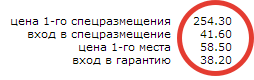 цена 1-го спецразмещения 254.30
вход в спецразмещение 41.60
цена 1-го места 58.50
вход в гарантию 38.20